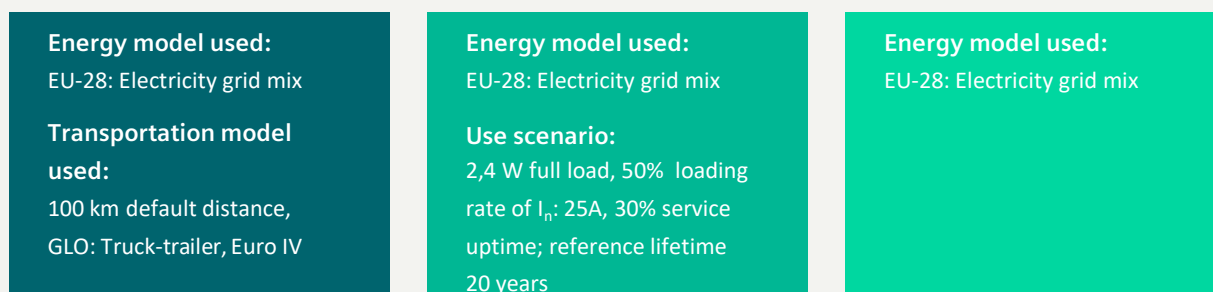 Energy model used:
EU-28: Electricity grid mix
Transportation model
used:
100 km default distance,
GLO: Truck-trailer, Euro IV
Energy model used:
EU-28: Electricity grid mix
Use scenario:
2,4 W full load, 50% loading
rate of Iₙ: 25A, 30% service
uptime; reference lifetime
20 years
Energy model used:
EU-28: Electricity grid mix